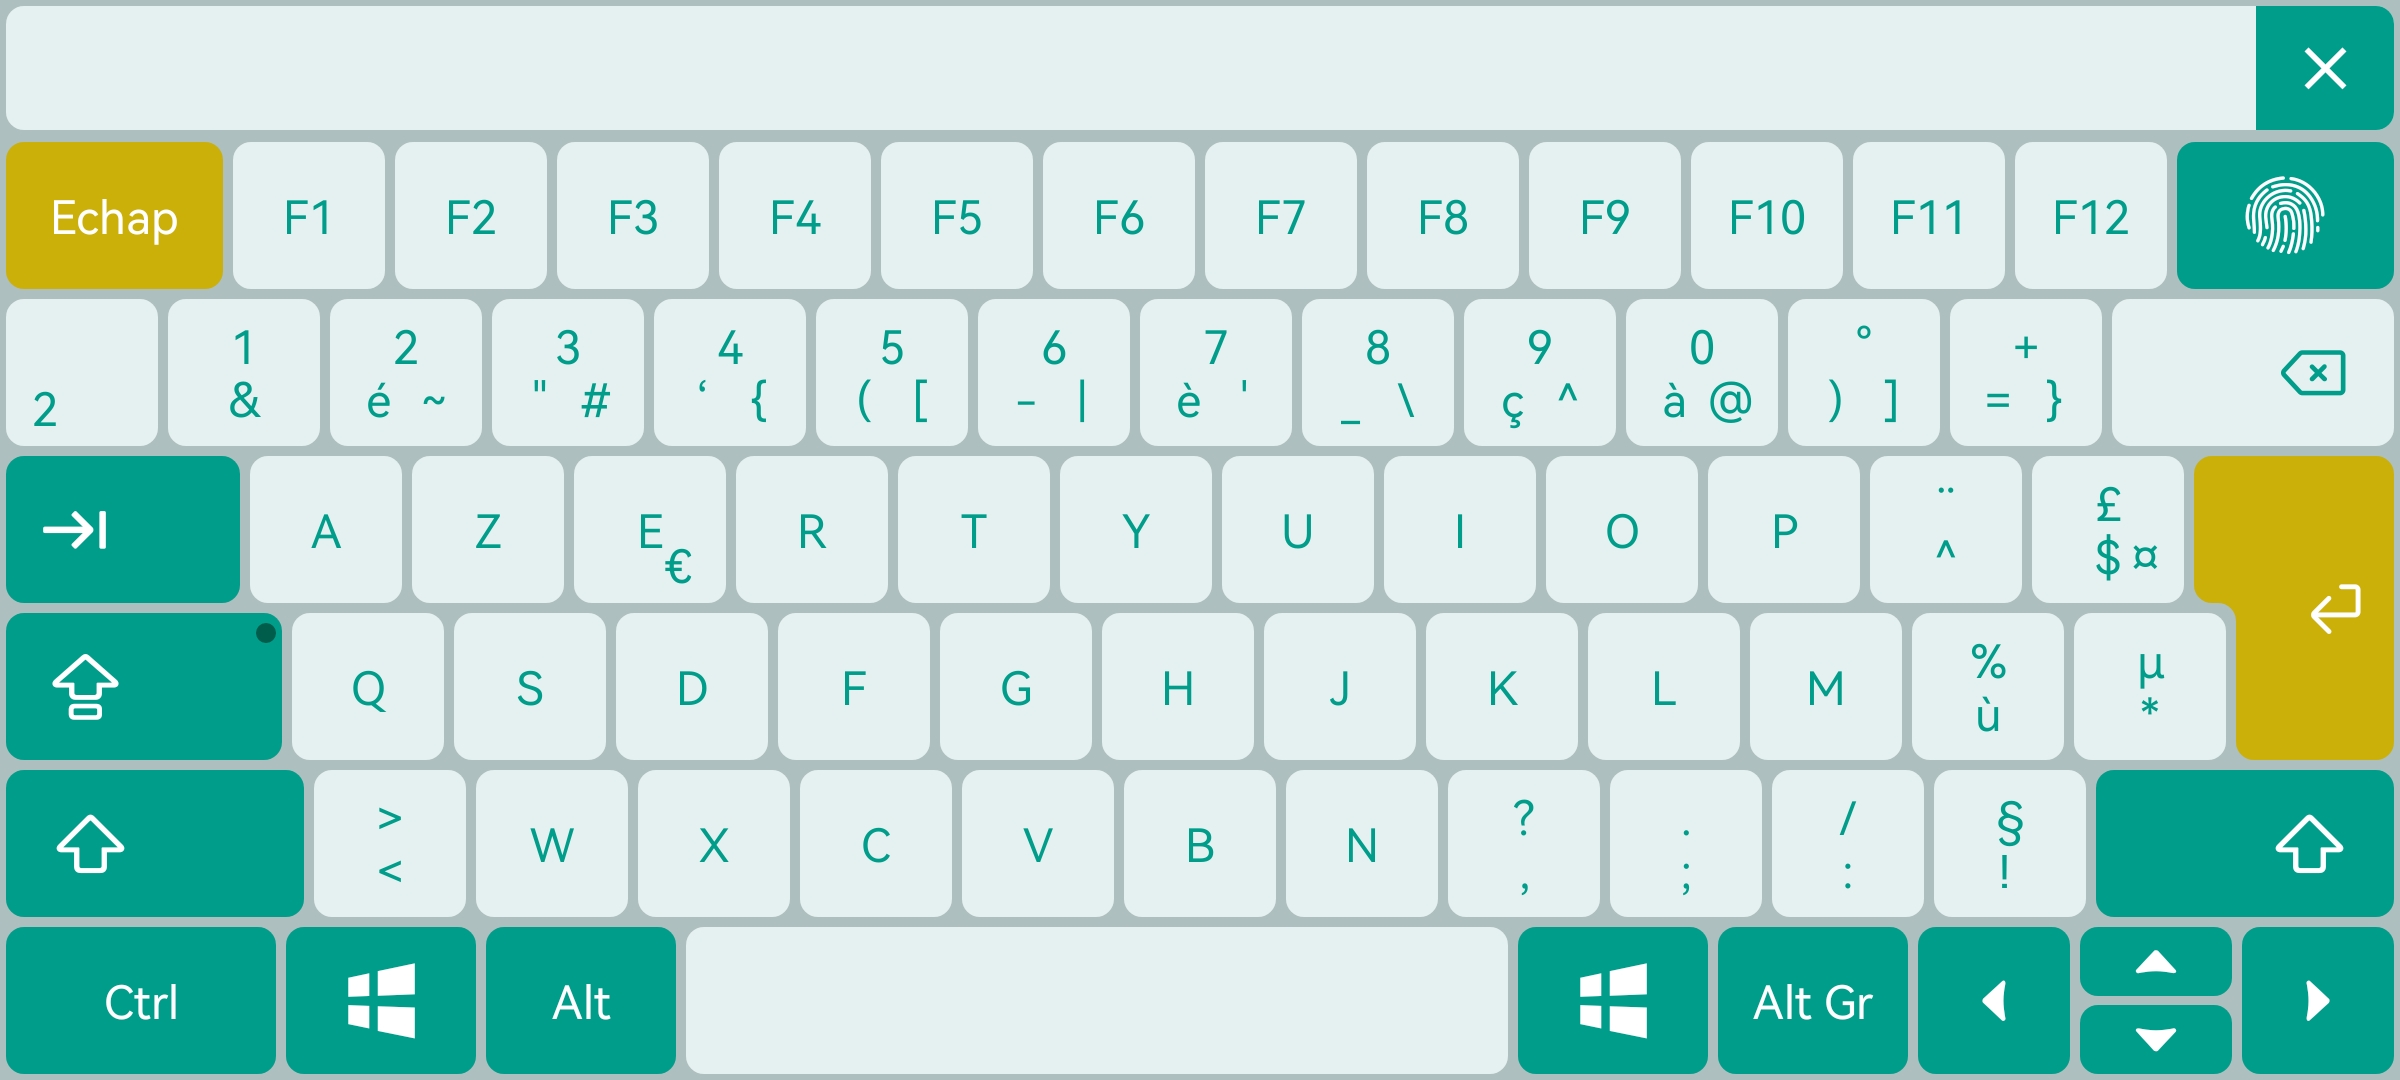 Echap F1 F2 F3 F4 F5 F6 F7 F8 F9 F10 F11 F12
1 2 3 4 5 6 7 8 9 0 ° +
2 & é ~ " # ‘ { ( [ - | è ' _ \ ç ^ à @ ) ] = }
A Z E € R T Y U I O P ¨ £
^ $ ¤
Q S D F G H J K L M % µ
ù *
> W X C V B N ? . / §
< , ; : !
Ctrl Alt Alt Gr